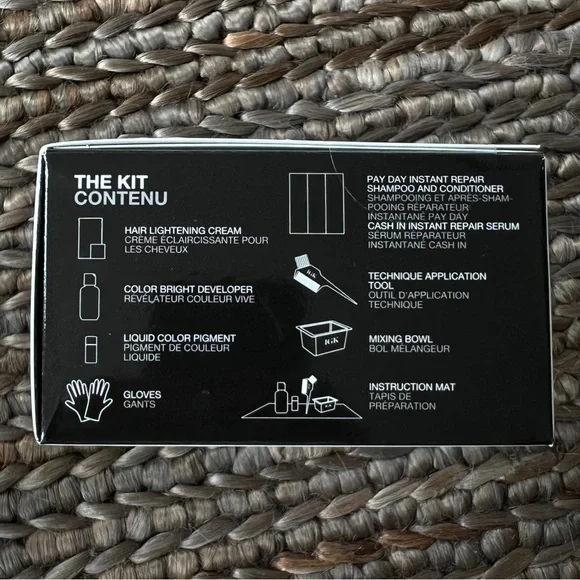 THE KIT
CONTENU
HAIR LIGHTENING CREAM
CRÈME ÉCLAIRCISSANTE POUR
LES CHEVEUX
COLOR BRIGHT DEVELOPER
RÉVÉLATEUR COULEUR VIVE
LIQUID COLOR PIGMENT
PIGMENT DE COULEUR
LIQUIDE
GLOVES
GANTS
PAY DAY INSTANT REPAIR
SHAMPOO AND CONDITIONER
SHAMPOOING ET APRÈS-SHAM-
POOING RÉPARATEUR
INSTANTANÉ PAY DAY
CASH IN INSTANT REPAIR SERUM
SÉRUM RÉPARATEUR
INSTANTANÉ CASH IN
IGK
TECHNIQUE APPLICATION
TOOL
OUTIL D'APPLICATION
TECHNIQUE
IGK
MIXING BOWL
BOL MÉLANGEUR
IGK
INSTRUCTION MAT
TAPIS DE
PRÉPARATION